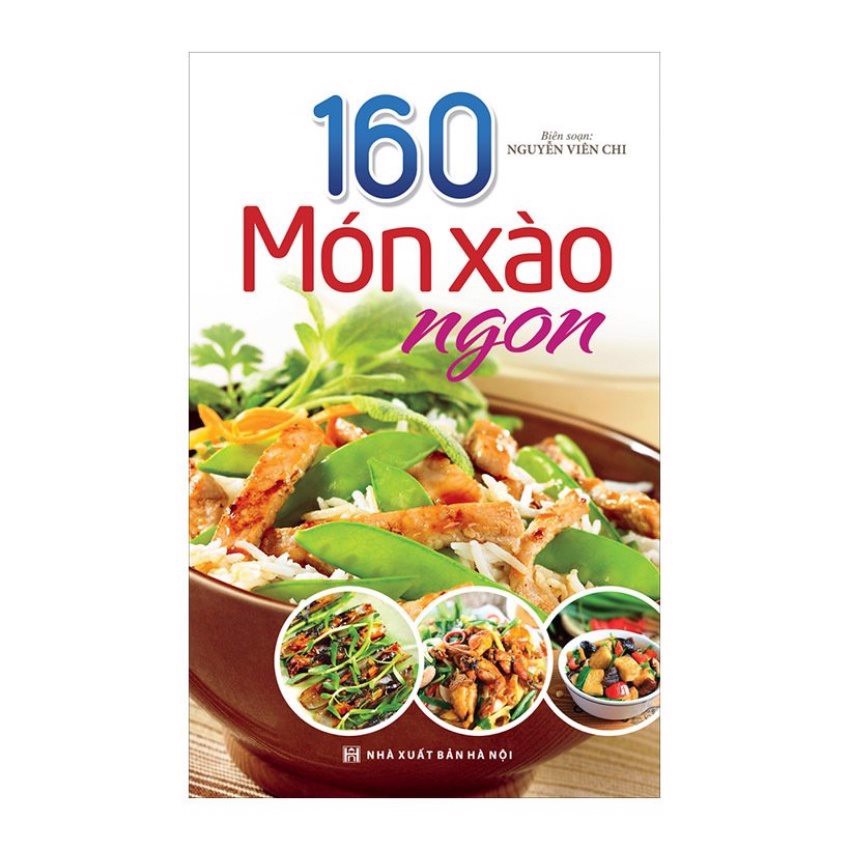 160
Biên soạn:
NGUYỄN VIÊN CHI
Món xào
ngon
NHÀ XUẤT BẢN HÀ NỘI